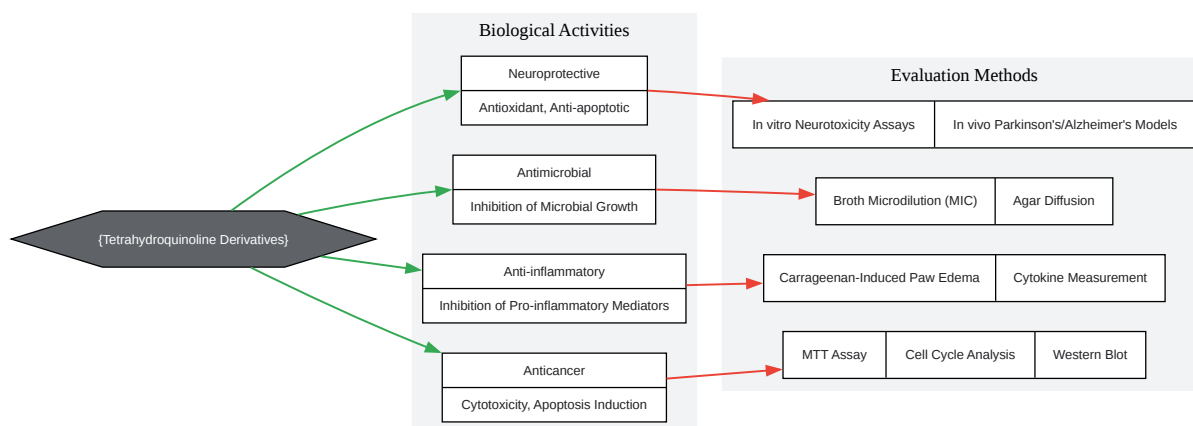 {Tetrahydroquinoline Derivatives}
Biological Activities
Neuroprotective
Antioxidant, Anti-apoptotic
Antimicrobial
Inhibition of Microbial Growth
Anti-inflammatory
Inhibition of Pro-inflammatory Mediators
Anticancer
Cytotoxicity, Apoptosis Induction
Evaluation Methods
In vitro Neurotoxicity Assays
In vivo Parkinson's/Alzheimer's Models
Broth Microdilution (MIC)
Agar Diffusion
Carrageenan-Induced Paw Edema
Cytokine Measurement
MTT Assay
Cell Cycle Analysis
Western Blot